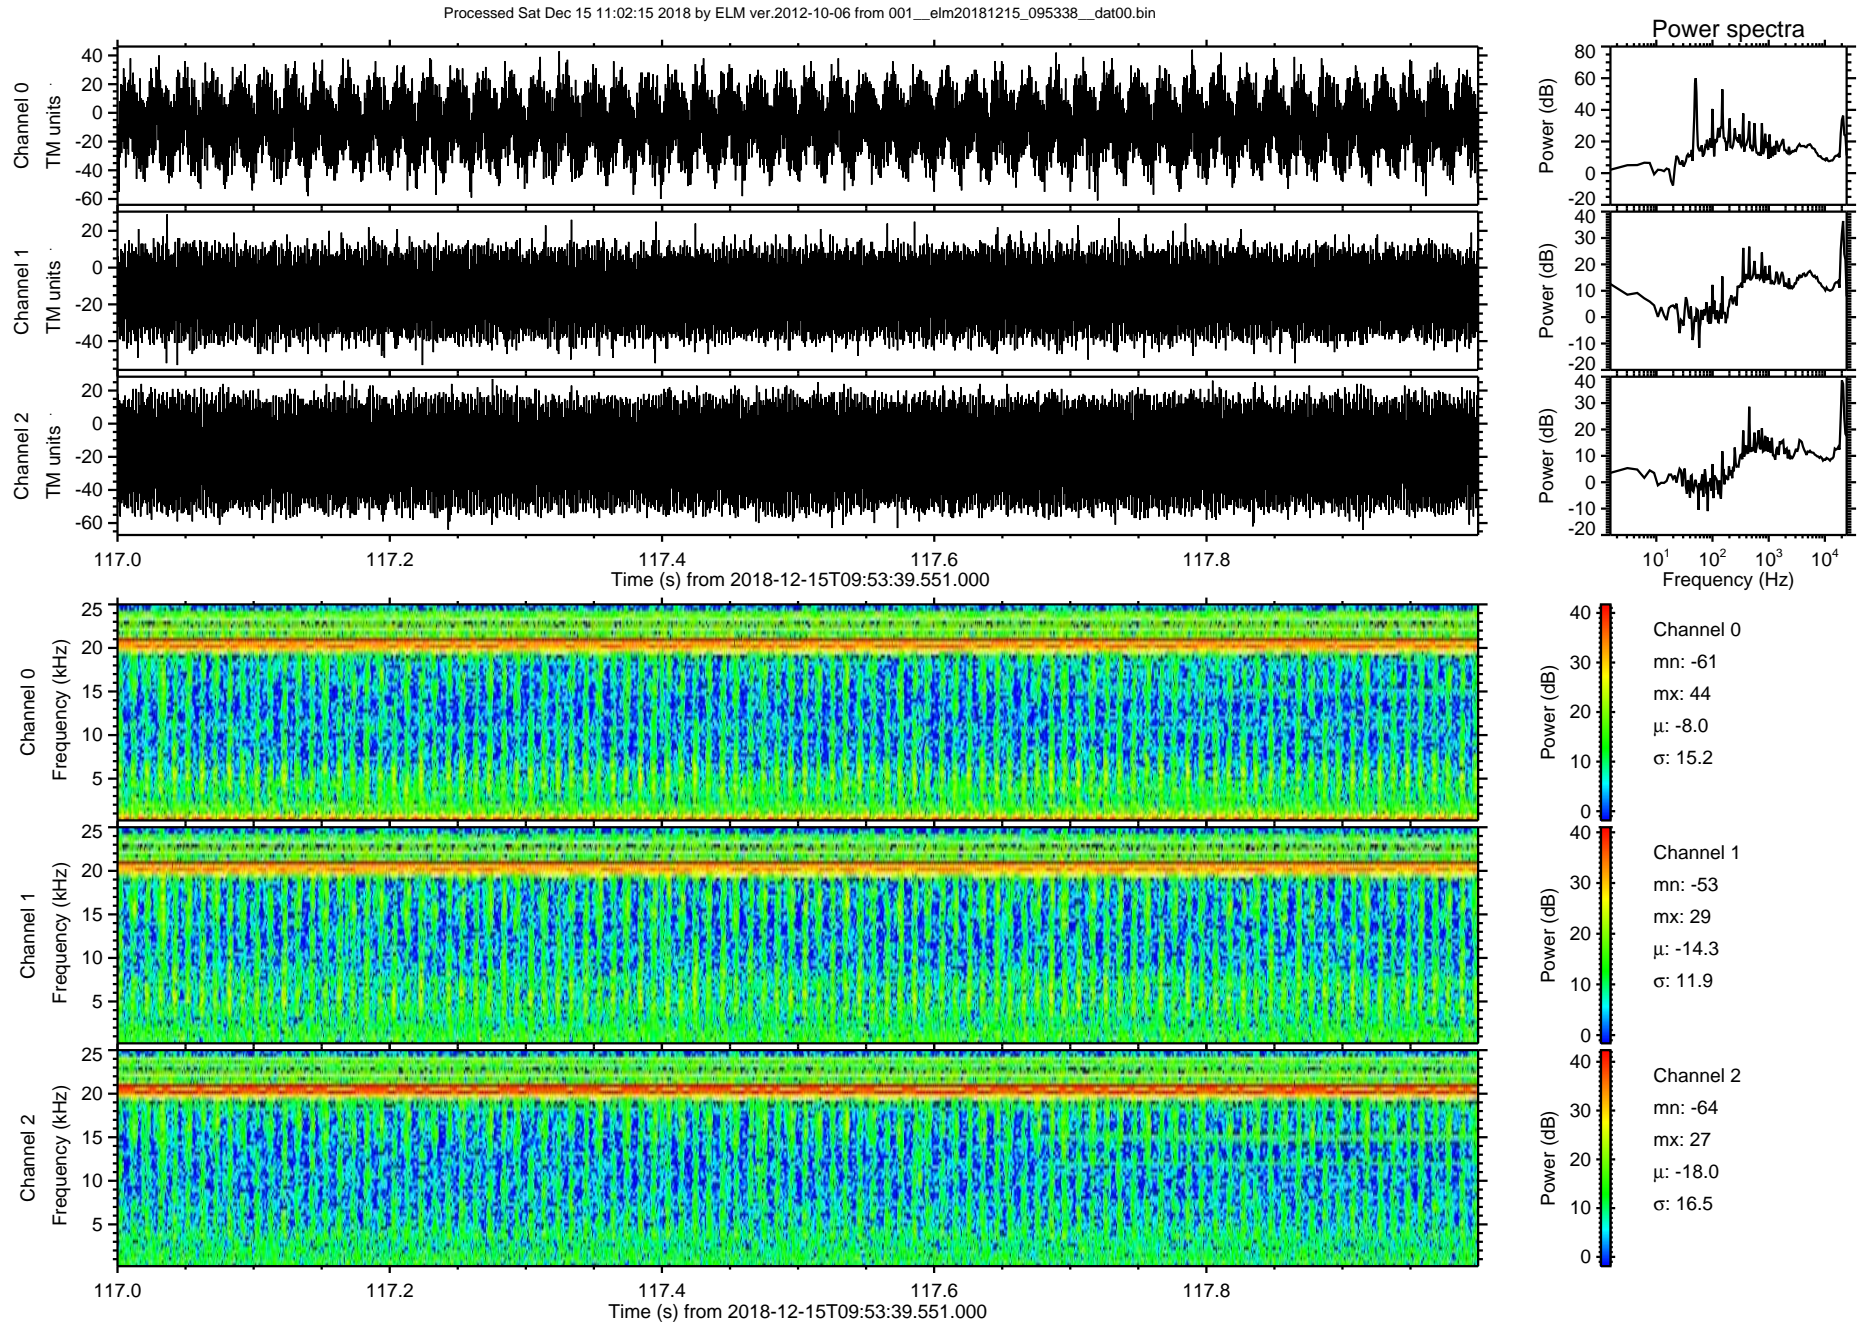 Processed Sat Dec 15 11:02:15 2018 by ELM ver.2012-10-06 from 001__elm20181215_095338__dat00.bin
Power spectra
Channel 0
TM units
40
20
0
-20
-40
-60
Power (dB)
80
60
40
20
0
-20
Channel 1
TM units
20
0
-20
-40
Power (dB)
40
30
20
10
0
-10
-20
Channel 2
TM units
20
0
-20
-40
-60
Power (dB)
40
30
20
10
0
-10
-20
117.0 117.2 117.4 117.6 117.8
Time (s) from 2018-12-15T09:53:39.551.000
10^1 10^2 10^3 10^4
Frequency (Hz)
Channel 0
Frequency (kHz)
25
20
15
10
5
Power (dB)
40
30
20
10
0
Channel 0
mn: -61
mx: 44
μ: -8.0
σ: 15.2
Channel 1
Frequency (kHz)
25
20
15
10
5
Power (dB)
40
30
20
10
0
Channel 1
mn: -53
mx: 29
μ: -14.3
σ: 11.9
Channel 2
Frequency (kHz)
25
20
15
10
5
Power (dB)
40
30
20
10
0
Channel 2
mn: -64
mx: 27
μ: -18.0
σ: 16.5
117.0 117.2 117.4 117.6 117.8
Time (s) from 2018-12-15T09:53:39.551.000